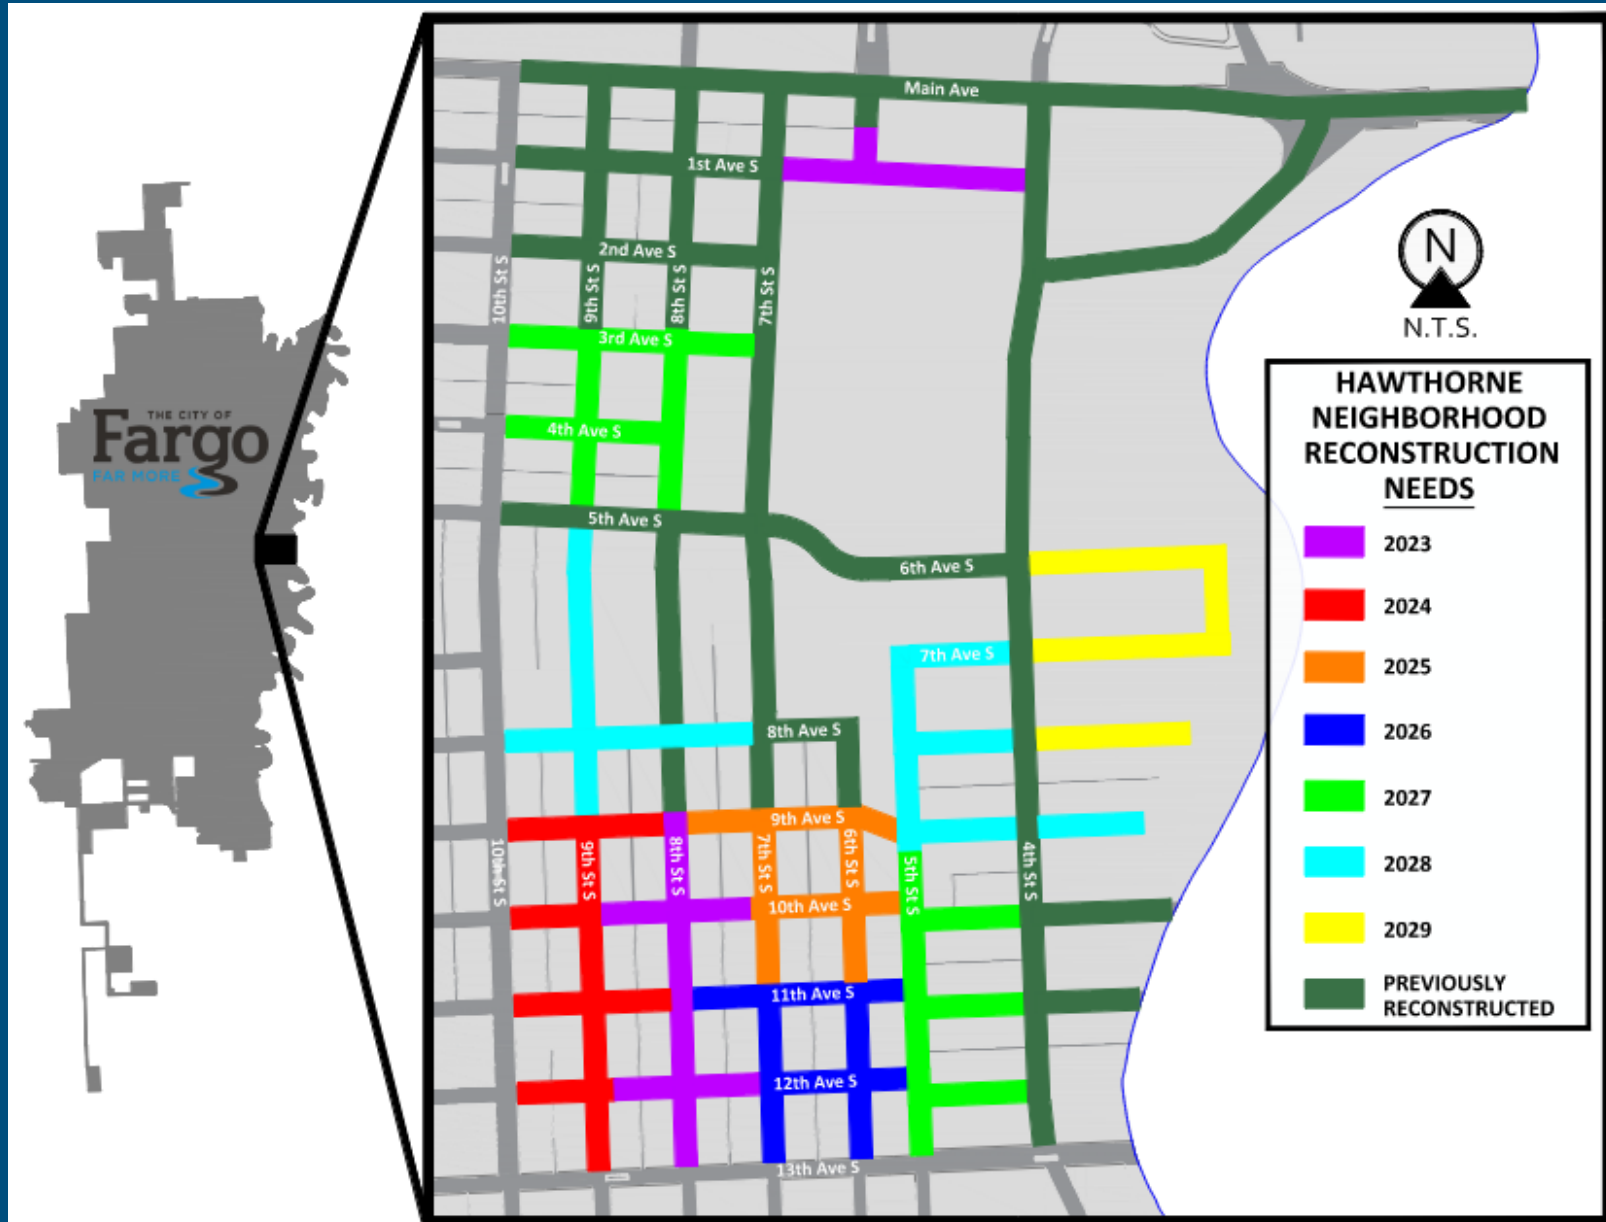 THE CITY OF
Fargo
FAR MORE
Main Ave
1st Ave S
2nd Ave S
10th St S
9th St S
8th St S
7th St S
3rd Ave S
4th Ave S
5th Ave S
6th Ave S
7th Ave S
8th Ave S
9th Ave S
10th St S
9th St S
8th St S
7th St S
6th St S
5th St S
4th St S
10th Ave S
11th Ave S
12th Ave S
13th Ave S
N
N.T.S.
HAWTHORNE
NEIGHBORHOOD
RECONSTRUCTION
NEEDS
2023
2024
2025
2026
2027
2028
2029
PREVIOUSLY
RECONSTRUCTED